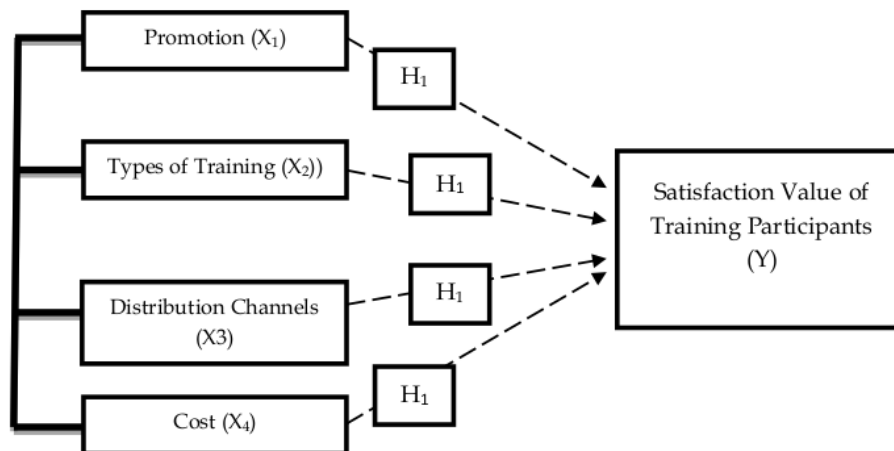 Promotion (X₁)
H₁
Types of Training (X₂))
H₁
Satisfaction Value of
Training Participants
(Y)
Distribution Channels
(X3)
H₁
Cost (X₄)
H₁